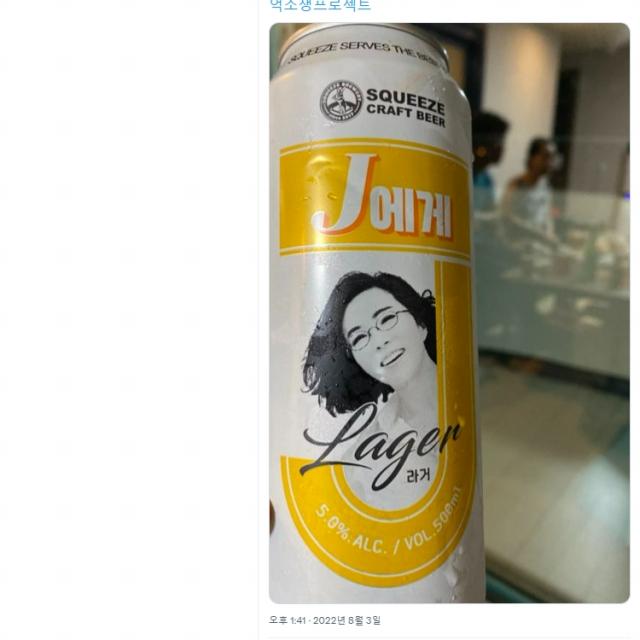 억소생프로젝트
SQUEEZE SERVES THE BEER
SQUEEZE
CRAFT BEER
J에게
Lager
라거
5.0% ALC. / VOL. 500ml
오후 1:41 · 2022년 8월 3일